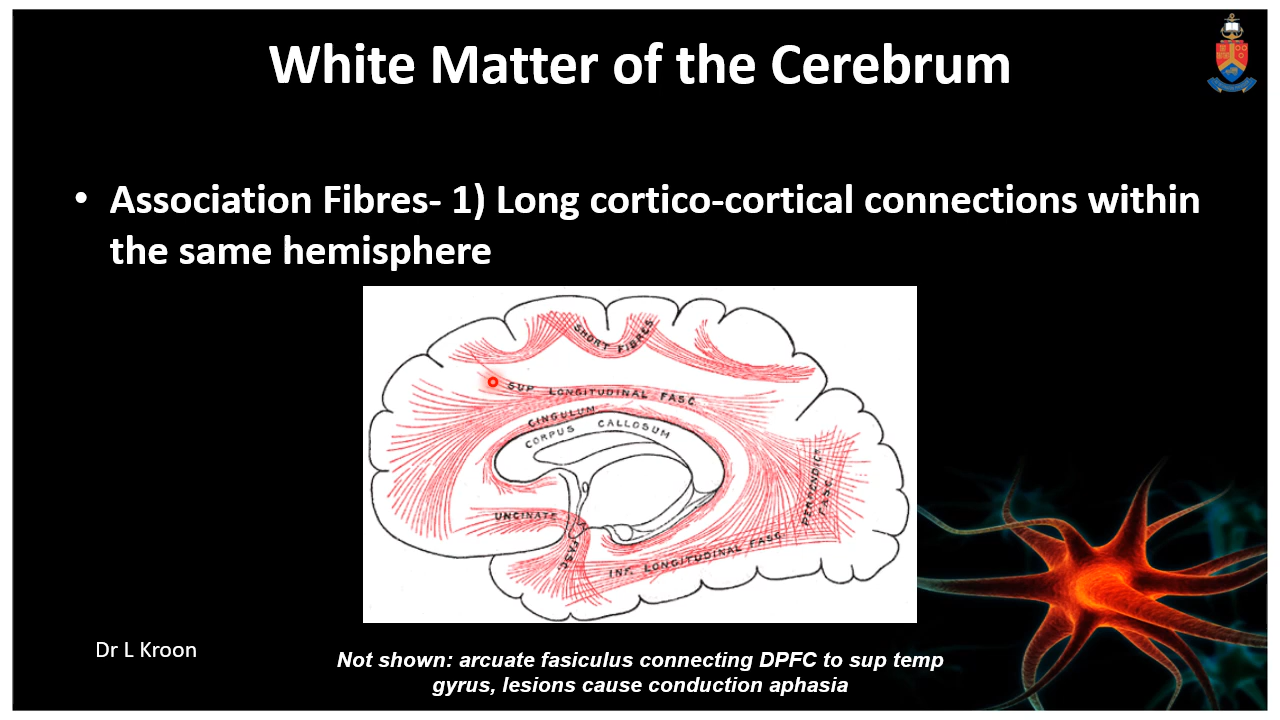 White Matter of the Cerebrum
• Association Fibres- 1) Long cortico-cortical connections within
the same hemisphere
SHORT FIBRES
SUP LONGITUDINAL FASC.
CINGULUM
CORPUS CALLOSUM
PERPENDIC.
FASC.
UNCINATE
FASC.
INF. LONGITUDINAL FASC.
Dr L Kroon
Not shown: arcuate fasiculus connecting DPFC to sup temp
gyrus, lesions cause conduction aphasia